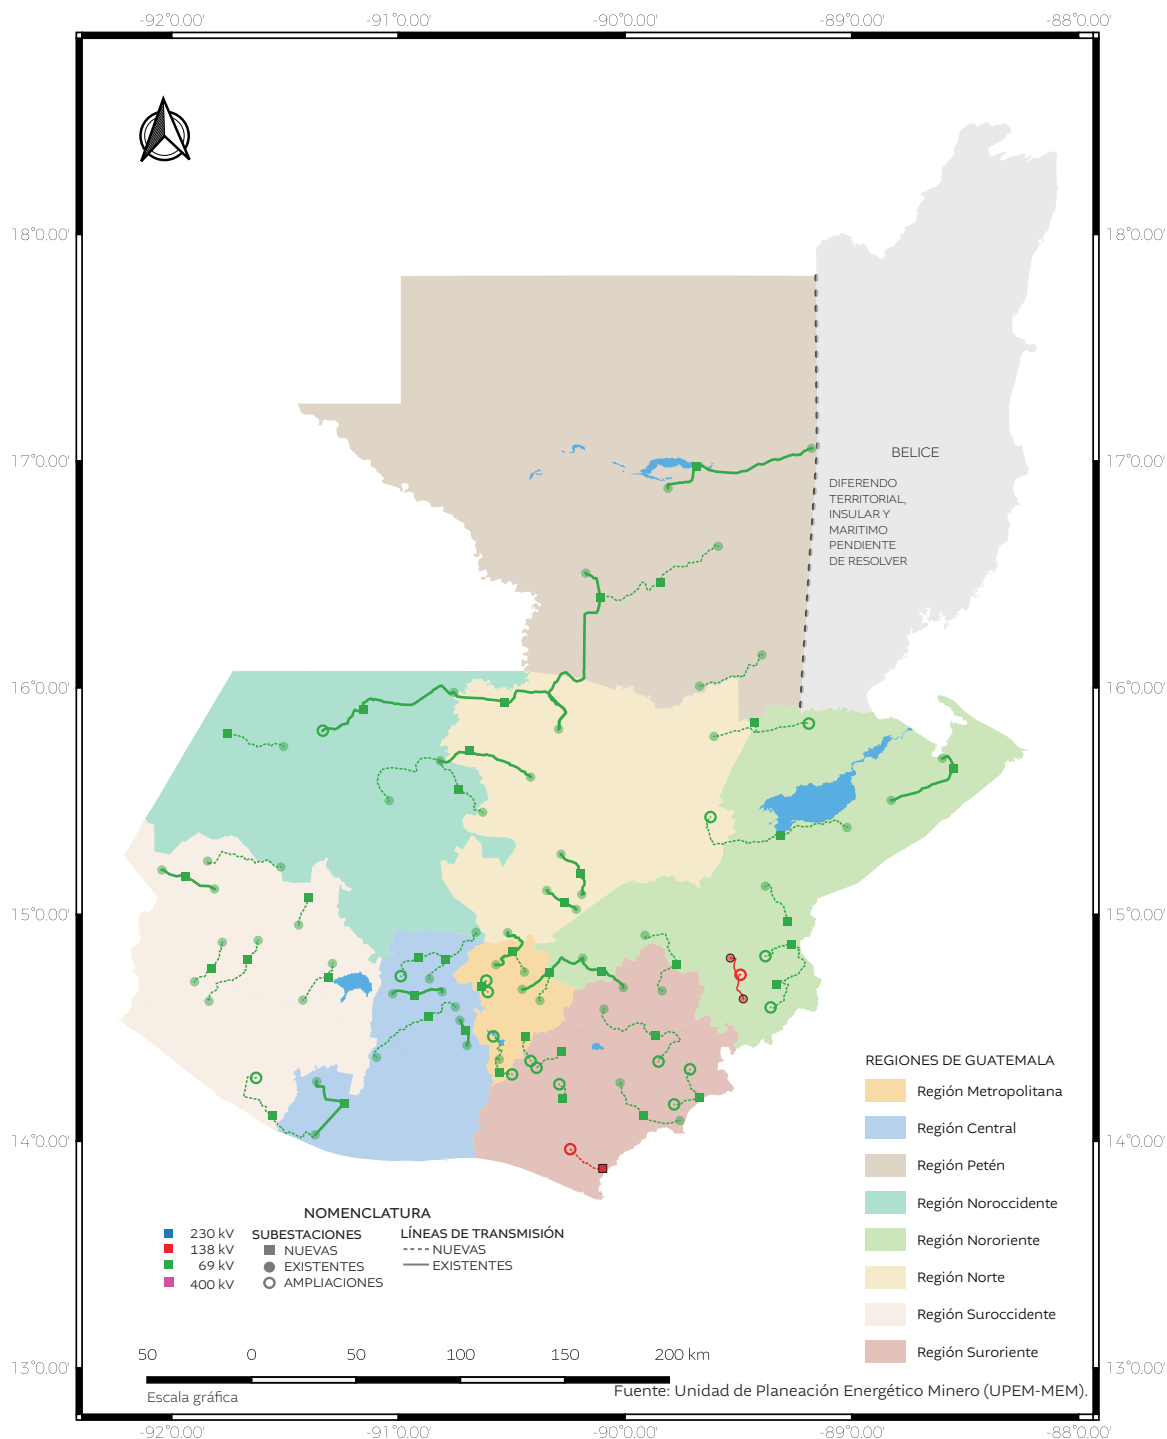 -92°0.00'
-91°0.00'
-90°0.00'
-89°0.00'
-88°0.00'
18°0.00'
18°0.00'
17°0.00'
17°0.00'
BELICE
DIFERENDO
TERRITORIAL,
INSULAR Y
MARITIMO
PENDIENTE
DE RESOLVER
16°0.00'
16°0.00'
15°0.00'
15°0.00'
14°0.00'
14°0.00'
13°0.00'
13°0.00'
REGIONES DE GUATEMALA
Región Metropolitana
Región Central
Región Petén
Región Noroccidente
Región Nororiente
Región Norte
Región Suroccidente
Región Suroriente
NOMENCLATURA
230 kV
138 kV
69 kV
400 kV
SUBESTACIONES
NUEVAS
EXISTENTES
AMPLIACIONES
LÍNEAS DE TRANSMISIÓN
NUEVAS
EXISTENTES
50 0 50 100 150 200 km
Escala gráfica
Fuente: Unidad de Planeación Energético Minero (UPEM-MEM).
-92°0.00'
-91°0.00'
-90°0.00'
-89°0.00'
-88°0.00'